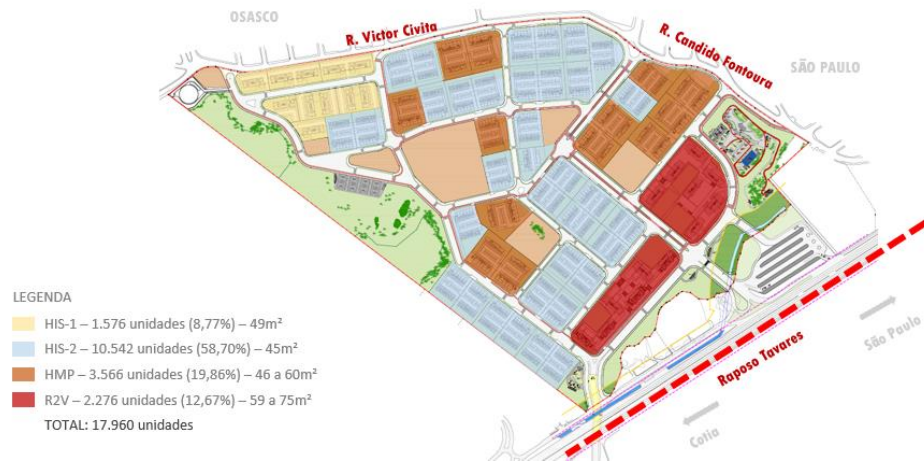 OSASCO
R. Victor Civita
R. Candido Fontoura
SÃO PAULO
LEGENDA
HIS-1 – 1.576 unidades (8,77%) – 49m²
HIS-2 – 10.542 unidades (58,70%) – 45m²
HMP – 3.566 unidades (19,86%) – 46 a 60m²
R2V – 2.276 unidades (12,67%) – 59 a 75m²
TOTAL: 17.960 unidades
São Paulo
Raposo Tavares
Cotia